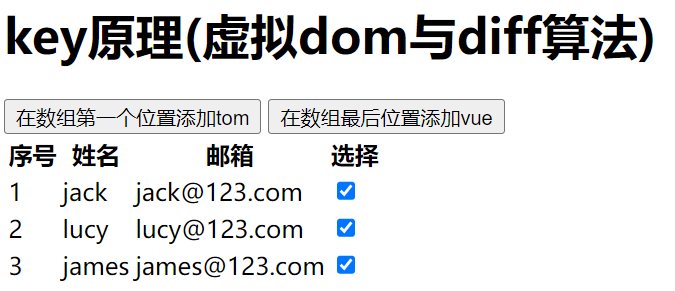 key原理(虚拟dom与diff算法)
在数组第一个位置添加tom 在数组最后位置添加vue
序号 姓名 邮箱 选择
1 jack jack@123.com
2 lucy lucy@123.com
3 james james@123.com